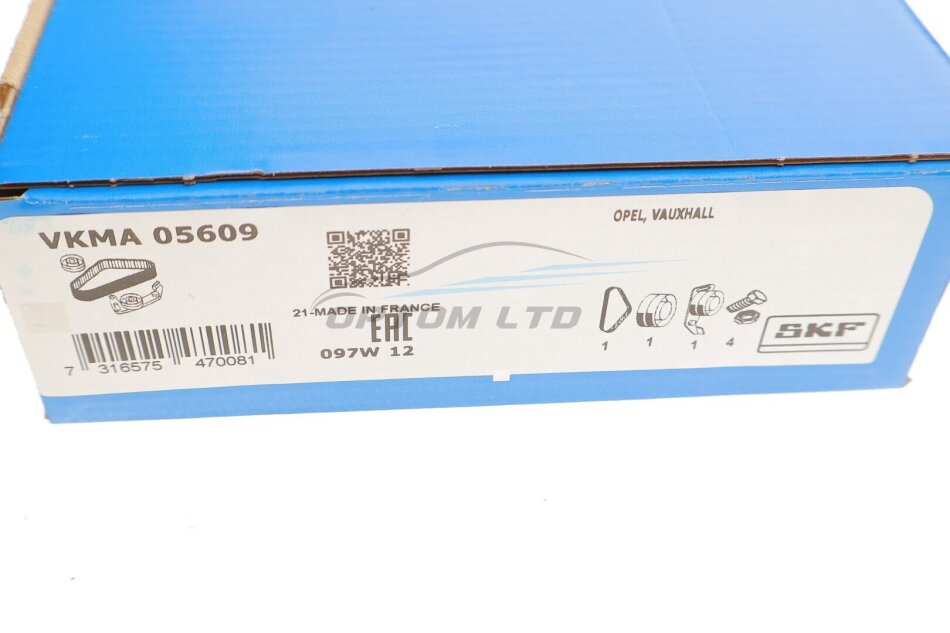 VKMA 05609
OPEL, VAUXHALL
21-MADE IN FRANCE
EAC
097W 12
7 316575 470081
1 1 1 4
SKF
LTD